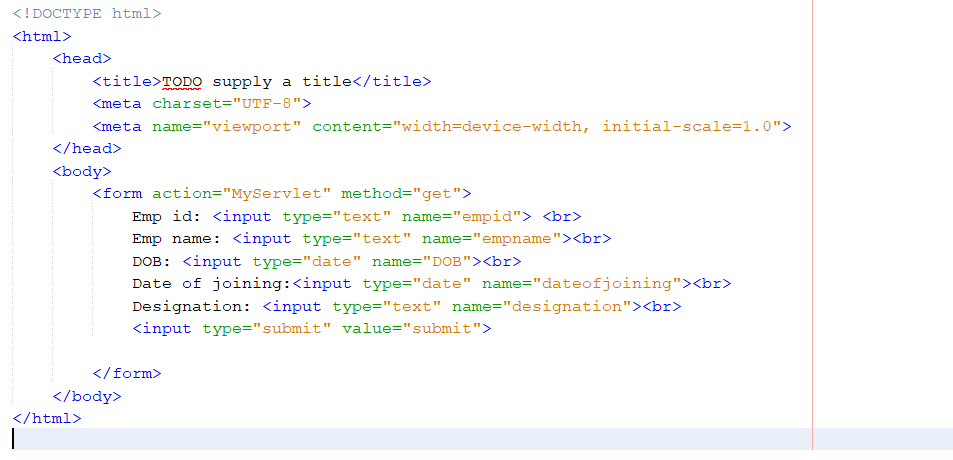 <!DOCTYPE html>
<html>
    <head>
        <title>TODO supply a title</title>
        <meta charset="UTF-8">
        <meta name="viewport" content="width=device-width, initial-scale=1.0">
    </head>
    <body>
        <form action="MyServlet" method="get">
            Emp id: <input type="text" name="empid"> <br>
            Emp name: <input type="text" name="empname"><br>
            DOB: <input type="date" name="DOB"><br>
            Date of joining:<input type="date" name="dateofjoining"><br>
            Designation: <input type="text" name="designation"><br>
            <input type="submit" value="submit">
        </form>
    </body>
</html>